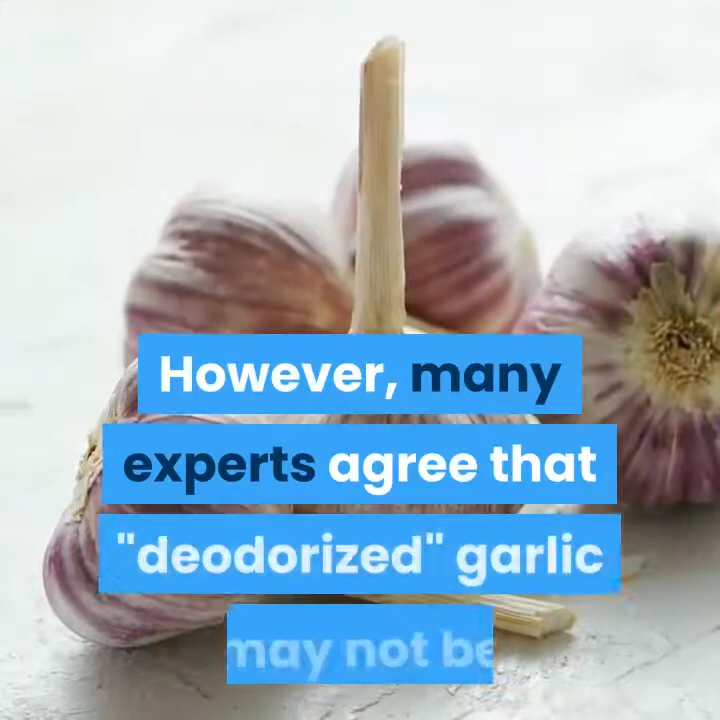 However, many
experts agree that
"deodorized" garlic
may not be